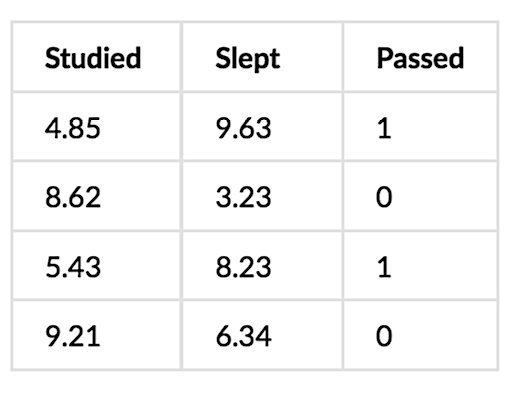 Studied Slept Passed
4.85 9.63 1
8.62 3.23 0
5.43 8.23 1
9.21 6.34 0